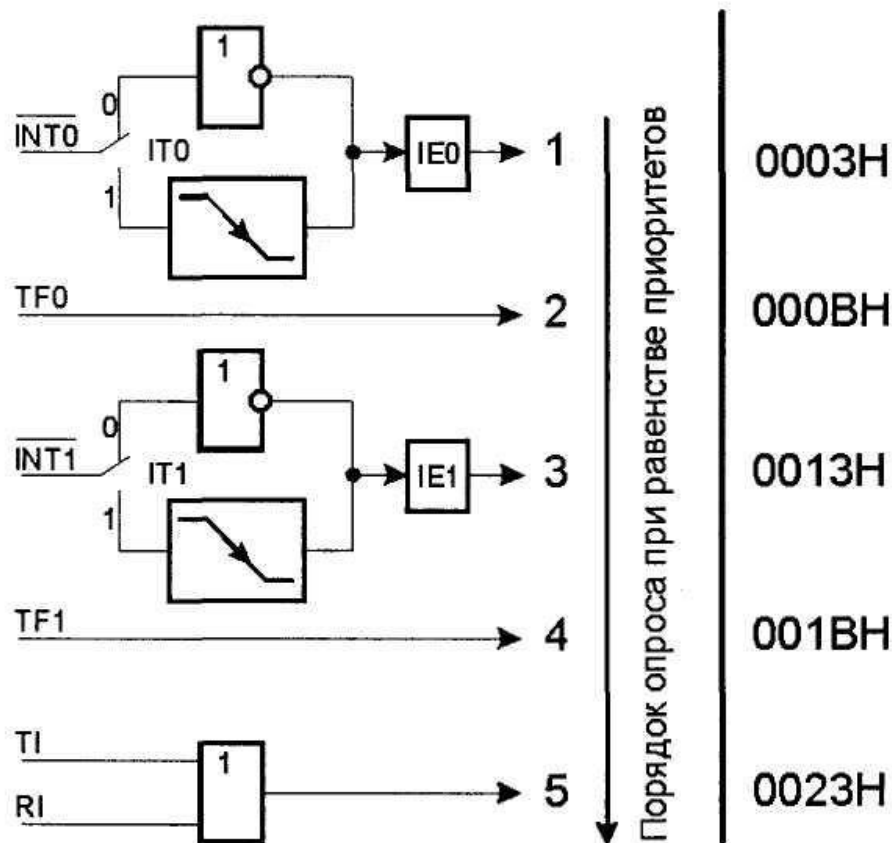 1
0
INT0
IT0
IE0
1
0003H
1
TF0
2
000BH
1
0
INT1
IT1
IE1
3
0013H
1
TF1
4
001BH
TI
1
5
0023H
RI
Порядок опроса при равенстве приоритетов